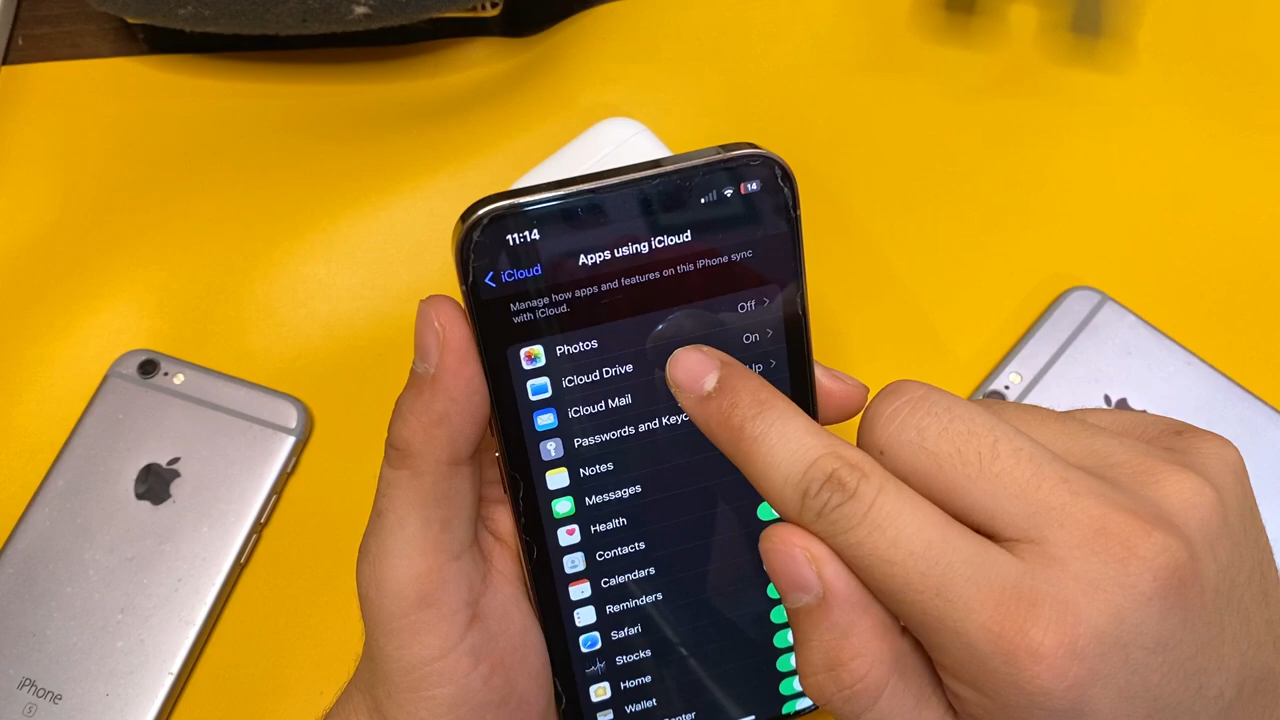 11:14
14
iCloud
Apps using iCloud
Manage how apps and features on this iPhone sync
with iCloud.
Photos Off
iCloud Drive On
iCloud Mail Up
Passwords and Keyc
Notes
Messages
Health
Contacts
Calendars
Reminders
Safari
Stocks
Home
Wallet
Center
iPhone
S